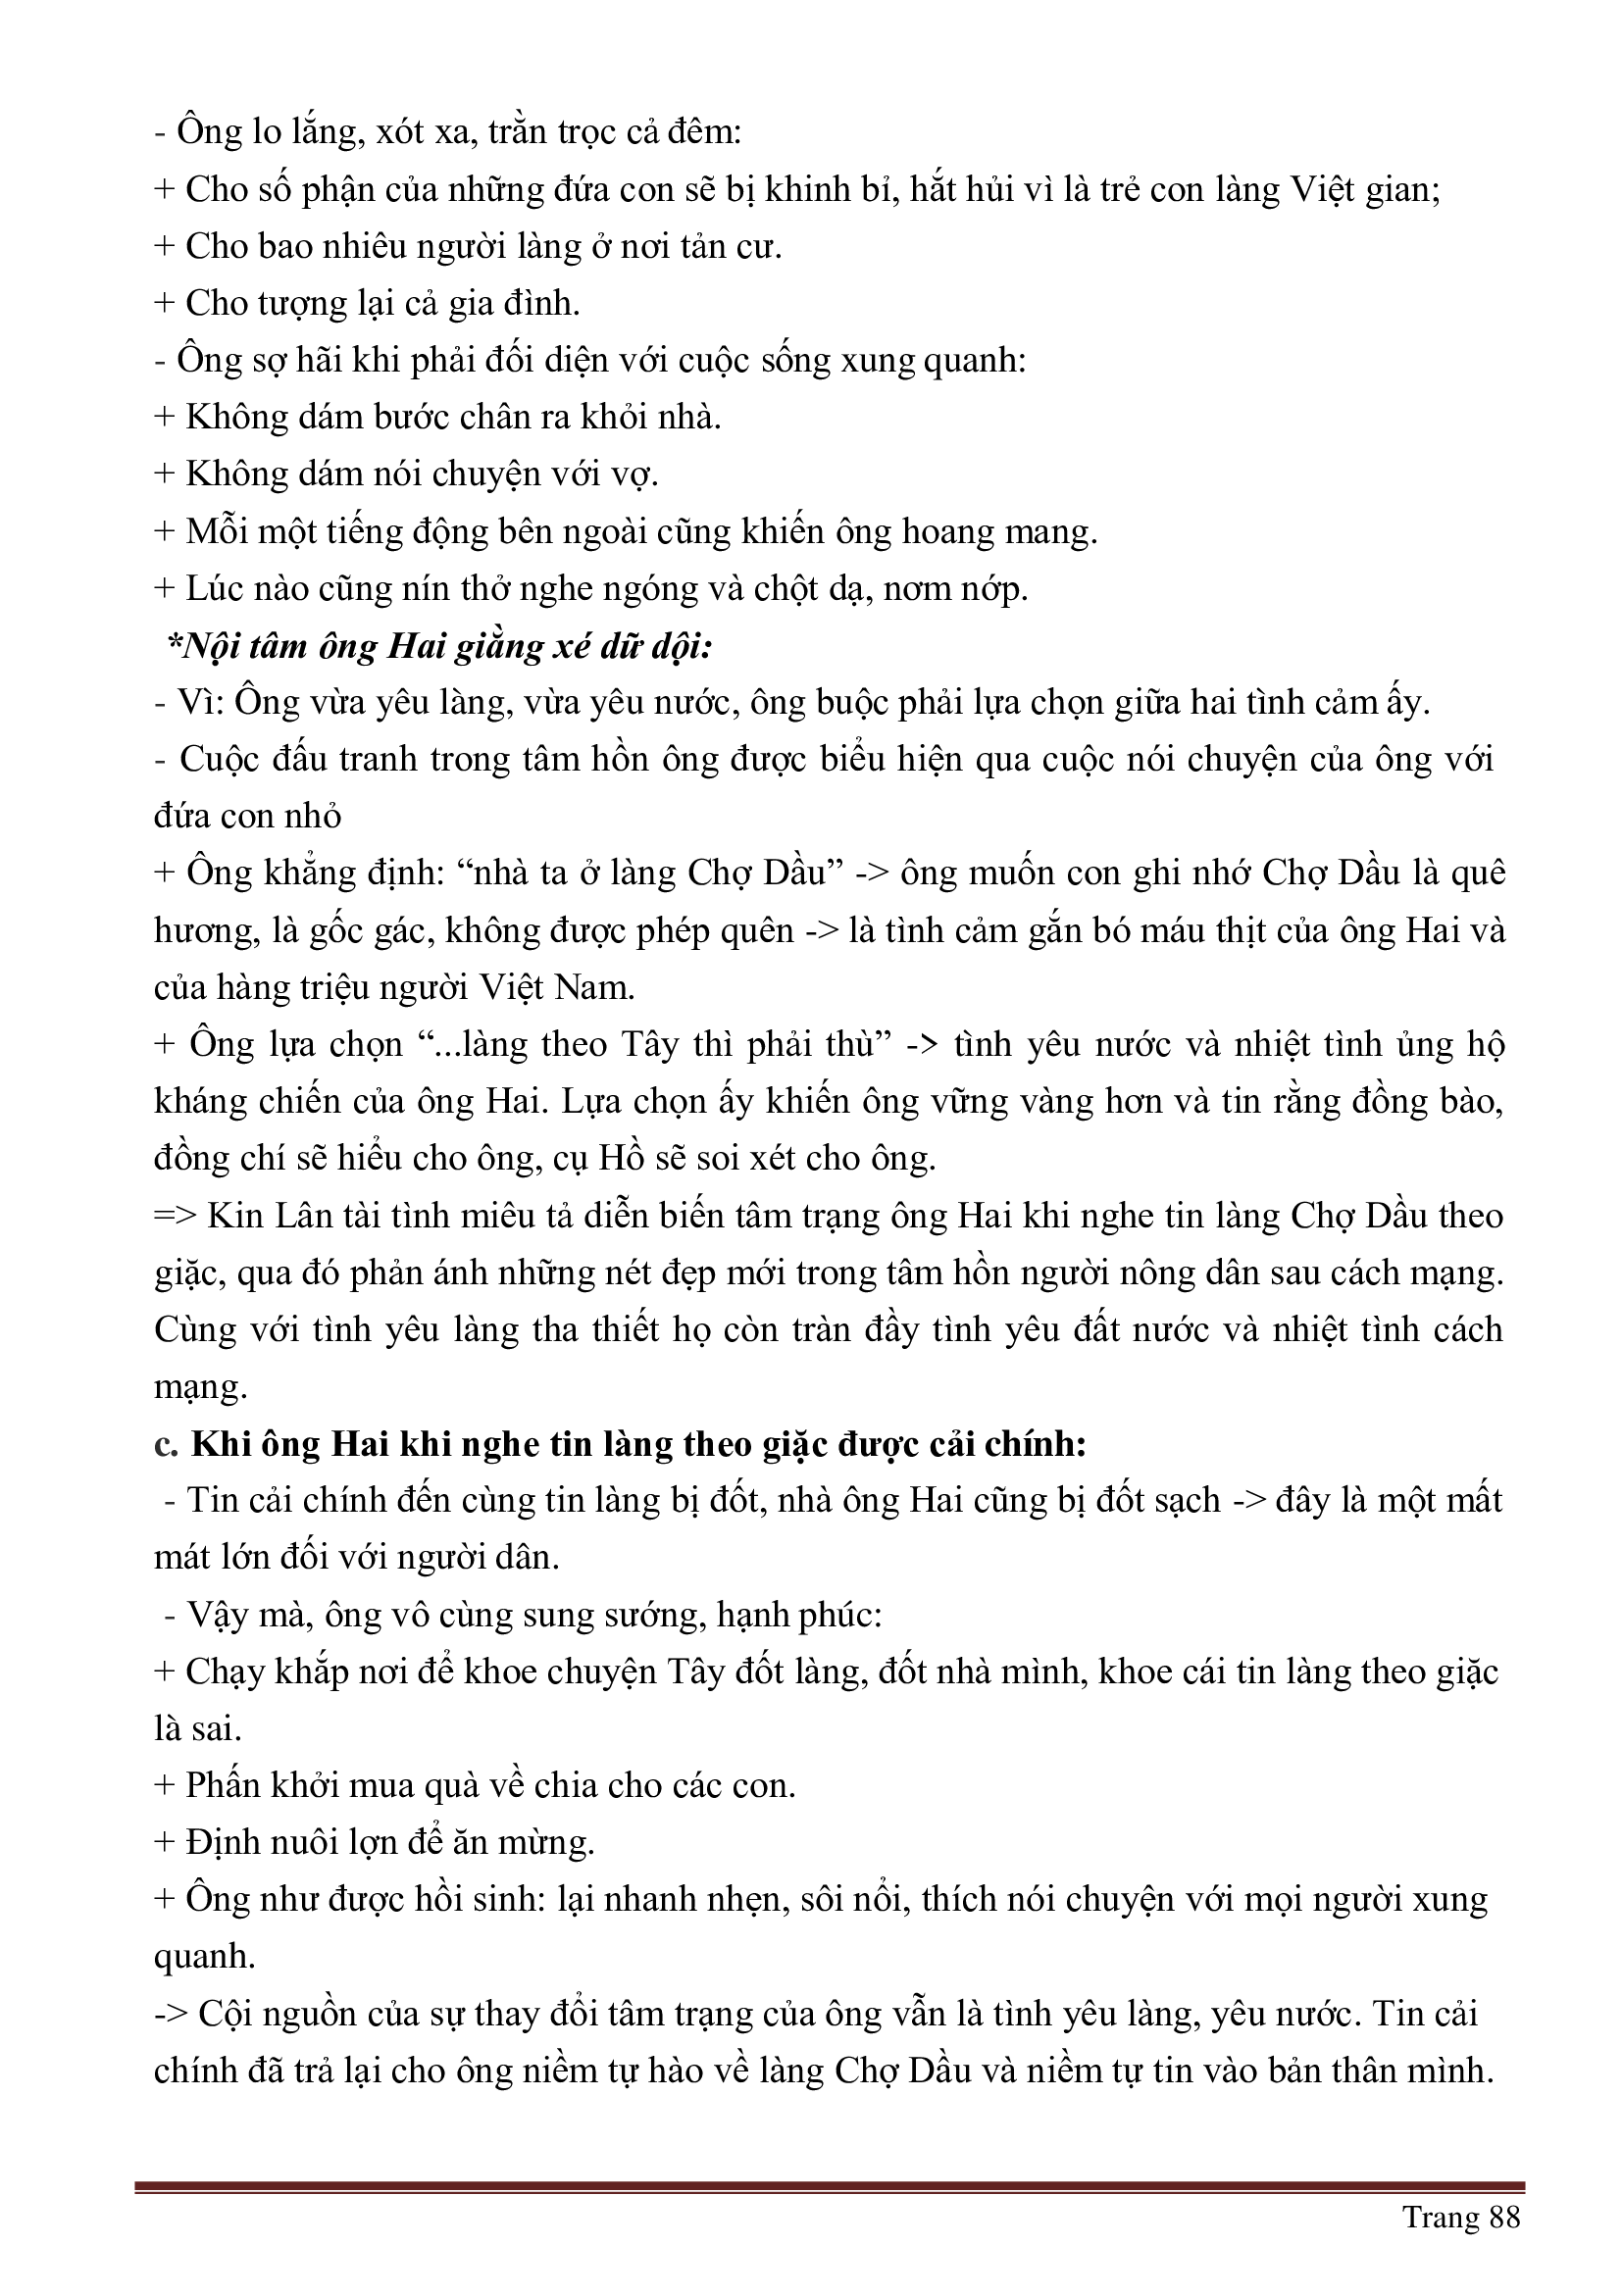 - Ông lo lắng, xót xa, trằn trọc cả đêm:
+ Cho số phận của những đứa con sẽ bị khinh bỉ, hắt hủi vì là trẻ con làng Việt gian;
+ Cho bao nhiêu người làng ở nơi tản cư.
+ Cho tượng lại cả gia đình.
- Ông sợ hãi khi phải đối diện với cuộc sống xung quanh:
+ Không dám bước chân ra khỏi nhà.
+ Không dám nói chuyện với vợ.
+ Mỗi một tiếng động bên ngoài cũng khiến ông hoang mang.
+ Lúc nào cũng nín thở nghe ngóng và chột dạ, nơm nớp.
*Nội tâm ông Hai giằng xé dữ dội:
- Vì: Ông vừa yêu làng, vừa yêu nước, ông buộc phải lựa chọn giữa hai tình cảm ấy.
- Cuộc đấu tranh trong tâm hồn ông được biểu hiện qua cuộc nói chuyện của ông với
đứa con nhỏ
+ Ông khẳng định: “nhà ta ở làng Chợ Dầu” -> ông muốn con ghi nhớ Chợ Dầu là quê
hương, là gốc gác, không được phép quên -> là tình cảm gắn bó máu thịt của ông Hai và
của hàng triệu người Việt Nam.
+ Ông lựa chọn “...làng theo Tây thì phải thù” -> tình yêu nước và nhiệt tình ủng hộ
kháng chiến của ông Hai. Lựa chọn ấy khiến ông vững vàng hơn và tin rằng đồng bào,
đồng chí sẽ hiểu cho ông, cụ Hồ sẽ soi xét cho ông.
=> Kin Lân tài tình miêu tả diễn biến tâm trạng ông Hai khi nghe tin làng Chợ Dầu theo
giặc, qua đó phản ánh những nét đẹp mới trong tâm hồn người nông dân sau cách mạng.
Cùng với tình yêu làng tha thiết họ còn tràn đầy tình yêu đất nước và nhiệt tình cách
mạng.
c. Khi ông Hai khi nghe tin làng theo giặc được cải chính:
- Tin cải chính đến cùng tin làng bị đốt, nhà ông Hai cũng bị đốt sạch -> đây là một mất
mát lớn đối với người dân.
- Vậy mà, ông vô cùng sung sướng, hạnh phúc:
+ Chạy khắp nơi để khoe chuyện Tây đốt làng, đốt nhà mình, khoe cái tin làng theo giặc
là sai.
+ Phấn khởi mua quà về chia cho các con.
+ Định nuôi lợn để ăn mừng.
+ Ông như được hồi sinh: lại nhanh nhẹn, sôi nổi, thích nói chuyện với mọi người xung
quanh.
-> Cội nguồn của sự thay đổi tâm trạng của ông vẫn là tình yêu làng, yêu nước. Tin cải
chính đã trả lại cho ông niềm tự hào về làng Chợ Dầu và niềm tự tin vào bản thân mình.
Trang 88